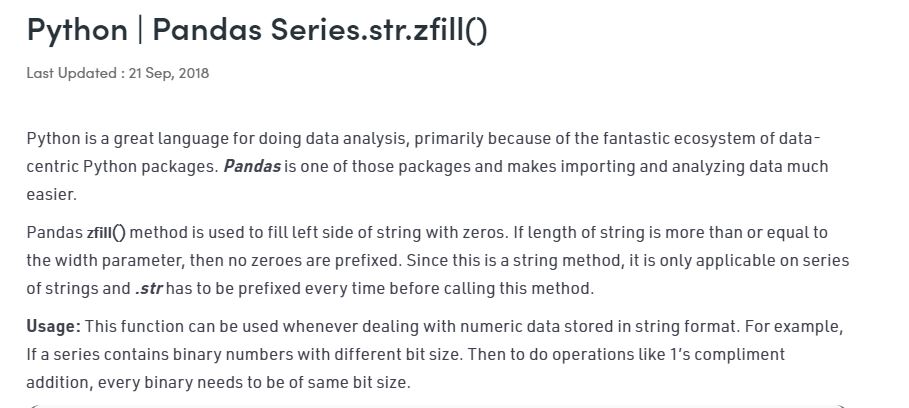 Python | Pandas Series.str.zfill()
Last Updated : 21 Sep, 2018
Python is a great language for doing data analysis, primarily because of the fantastic ecosystem of data-
centric Python packages. Pandas is one of those packages and makes importing and analyzing data much
easier.
Pandas zfill() method is used to fill left side of string with zeros. If length of string is more than or equal to
the width parameter, then no zeroes are prefixed. Since this is a string method, it is only applicable on series
of strings and .str has to be prefixed every time before calling this method.
Usage: This function can be used whenever dealing with numeric data stored in string format. For example,
If a series contains binary numbers with different bit size. Then to do operations like 1's compliment
addition, every binary needs to be of same bit size.